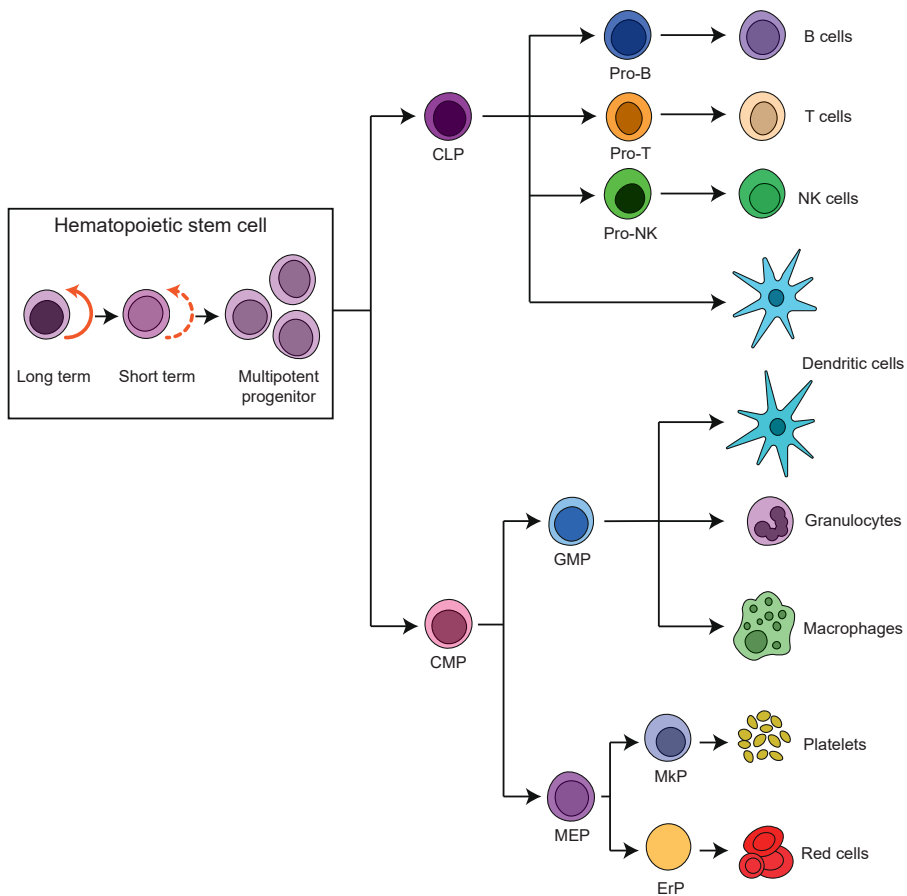 Hematopoietic stem cell
Long term
Short term
Multipotent
progenitor
CLP
Pro-B
B cells
Pro-T
T cells
Pro-NK
NK cells
Dendritic cells
CMP
GMP
Granulocytes
Macrophages
MEP
MkP
Platelets
ErP
Red cells